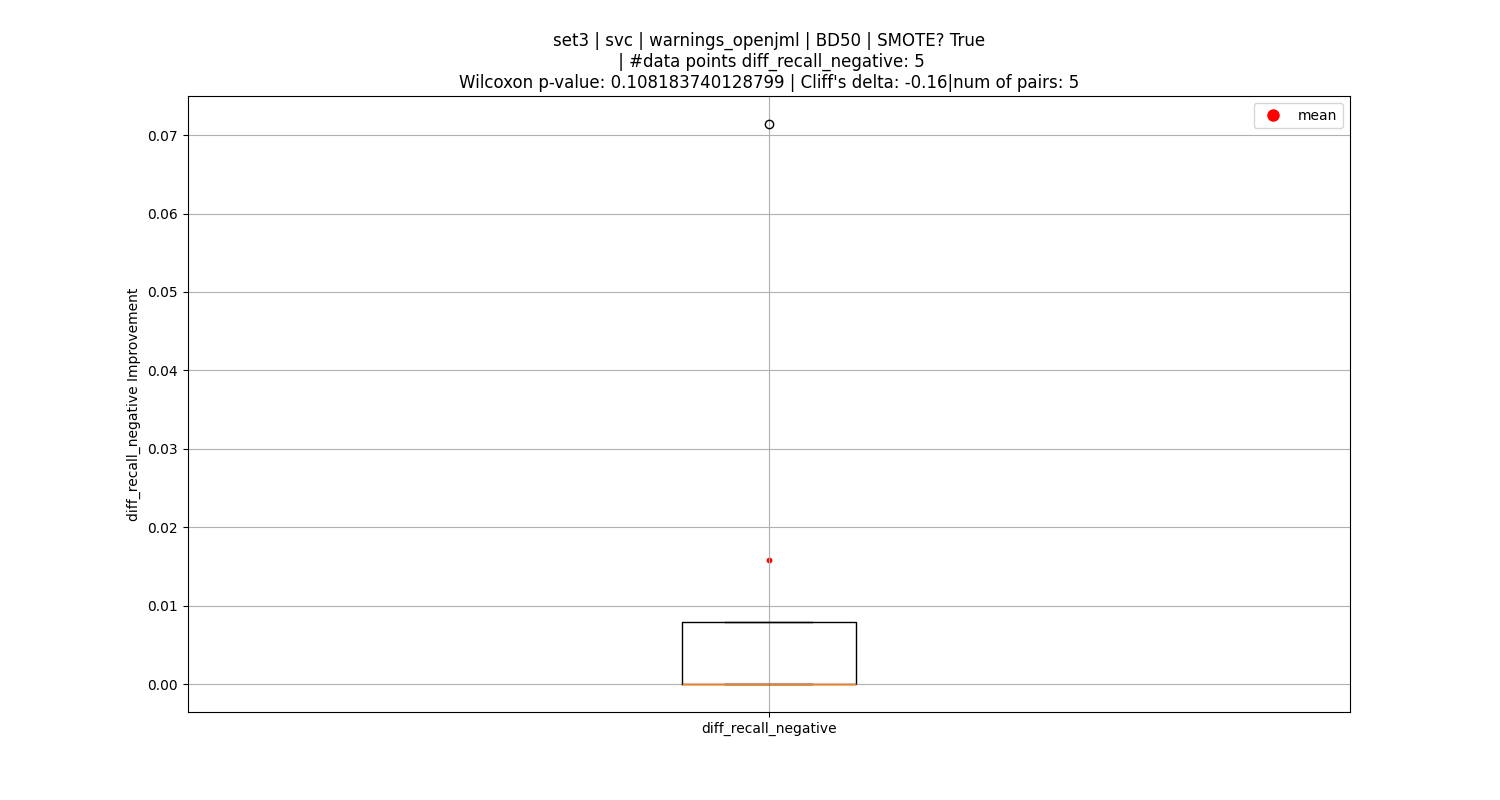 set3 | svc | warnings_openjml | BD50 | SMOTE? True
| #data points diff_recall_negative: 5
Wilcoxon p-value: 0.108183740128799 | Cliff's delta: -0.16|num of pairs: 5
mean
0.07
0.06
0.05
0.04
0.03
0.02
0.01
0.00
diff_recall_negative Improvement
diff_recall_negative